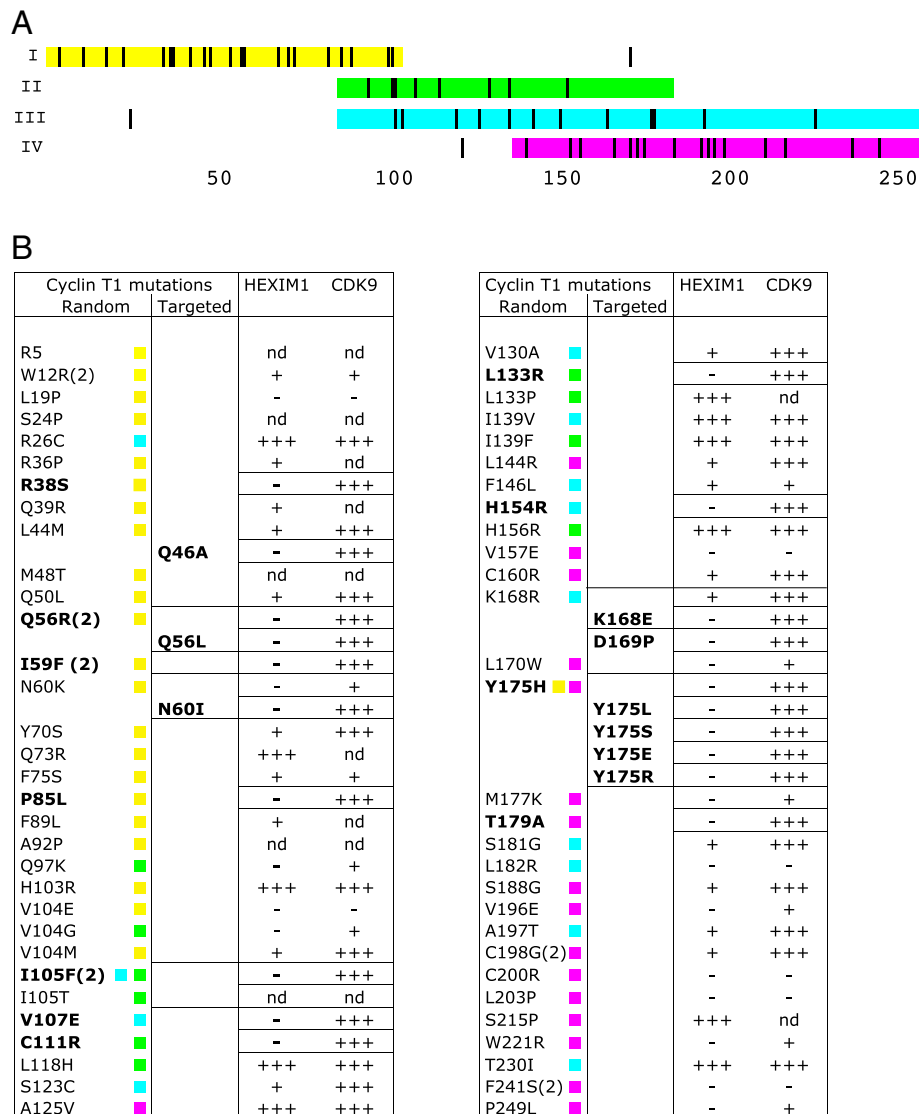 A
I
II
III
IV
50 100 150 200 250
B
Cyclin T1 mutations HEXIM1 CDK9
Random Targeted
R5 nd nd
W12R(2) + +
L19P - -
S24P nd nd
R26C +++ +++
R36P + nd
R38S - +++
Q39R + nd
L44M + +++
Q46A - +++
M48T nd nd
Q50L + +++
Q56R(2) - +++
Q56L - +++
I59F (2) - +++
N60K - +
N60I - +++
Y70S + +++
Q73R +++ nd
F75S + +
P85L - +++
F89L + nd
A92P nd nd
Q97K - +
H103R +++ +++
V104E - -
V104G - +
V104M + +++
I105F(2) - +++
I105T nd nd
V107E - +++
C111R - +++
L118H +++ +++
S123C + +++
A125V +++ +++
Cyclin T1 mutations HEXIM1 CDK9
Random Targeted
V130A + +++
L133R - +++
L133P +++ nd
I139V +++ +++
I139F +++ +++
L144R + +++
F146L + +
H154R - +++
H156R +++ +++
V157E - -
C160R + +++
K168R + +++
K168E - +++
D169P - +++
L170W - +
Y175H - +++
Y175L - +++
Y175S - +++
Y175E - +++
Y175R - +++
M177K - +
T179A - +++
S181G + +++
L182R - -
S188G + +++
V196E - +
A197T + +++
C198G(2) + +++
C200R - -
L203P - -
S215P +++ nd
W221R - +
T230I +++ +++
F241S(2) - -
P249L - +